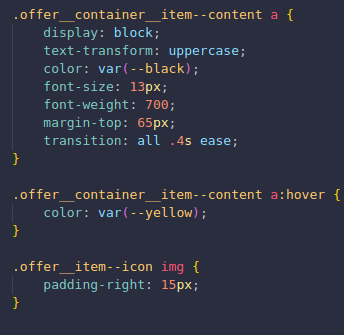 .offer__container__item--content a {
    display: block;
    text-transform: uppercase;
    color: var(--black);
    font-size: 13px;
    font-weight: 700;
    margin-top: 65px;
    transition: all .4s ease;
}

.offer__container__item--content a:hover {
    color: var(--yellow);
}

.offer__item--icon img {
    padding-right: 15px;
}